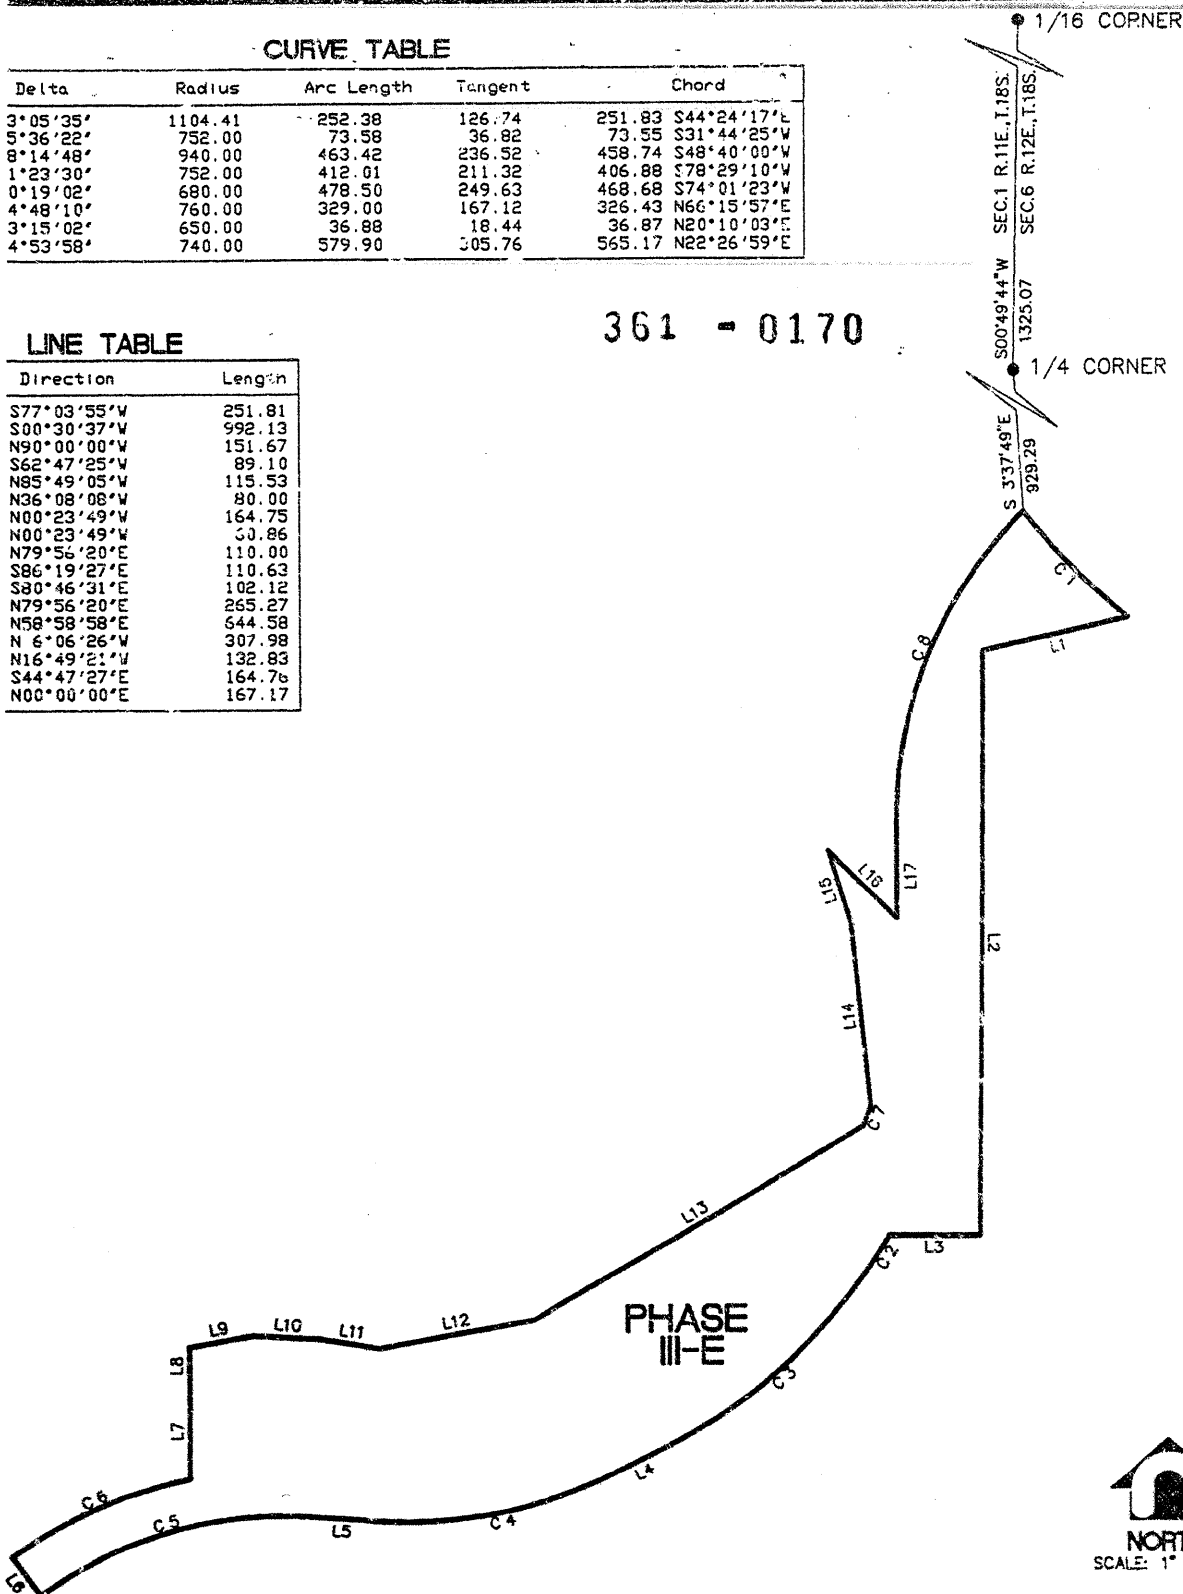 1/16 CORNER
CURVE TABLE
Delta Radius Arc Length Tangent Chord
3°05'35" 1104.41 252.38 126.74 251.83 S44°24'17"E
5°36'22" 752.00 73.58 36.82 73.55 S31°44'25"W
8°14'48" 940.00 463.42 236.52 458.74 S48°40'00"W
1°23'30" 752.00 412.01 211.32 406.88 S78°29'10"W
0°19'02" 680.00 478.50 249.63 468.68 S74°01'23"W
4°48'10" 760.00 329.00 167.12 326.43 N66°15'57"E
3°15'02" 650.00 36.88 18.44 36.87 N20°10'03"E
4°53'58" 740.00 579.90 305.76 565.17 N22°26'59"E
SEC.1 R.11E.,T.18S.
SEC.6 R.12E.,T.18S.
S00°49'44"W
1325.07
361 - 0170
1/4 CORNER
LINE TABLE
Direction Length
S77°03'55"W 251.81
S00°30'37"W 992.13
N90°00'00"W 151.67
S62°47'25"W 89.10
N85°49'05"W 115.53
N36°08'08"W 80.00
N00°23'49"W 164.75
N00°23'49"W .86
N79°56'20"E 110.00
S86°19'27"E 110.63
S80°46'31"E 102.12
N79°56'20"E 265.27
N58°58'58"E 644.58
N 6°06'26"W 307.98
N16°49'21"W 132.83
S44°47'27"E 164.76
N00°00'00"E 167.17
S 3°37'49"E
929.29
C1
L1
C8
L15
L16
L17
L2
L14
C7
L13
C2
L3
L9
L10
L11
L12
PHASE
III-E
L8
C3
L7
L4
C6
C5
L5
C4
L6
NORT
SCALE: 1"